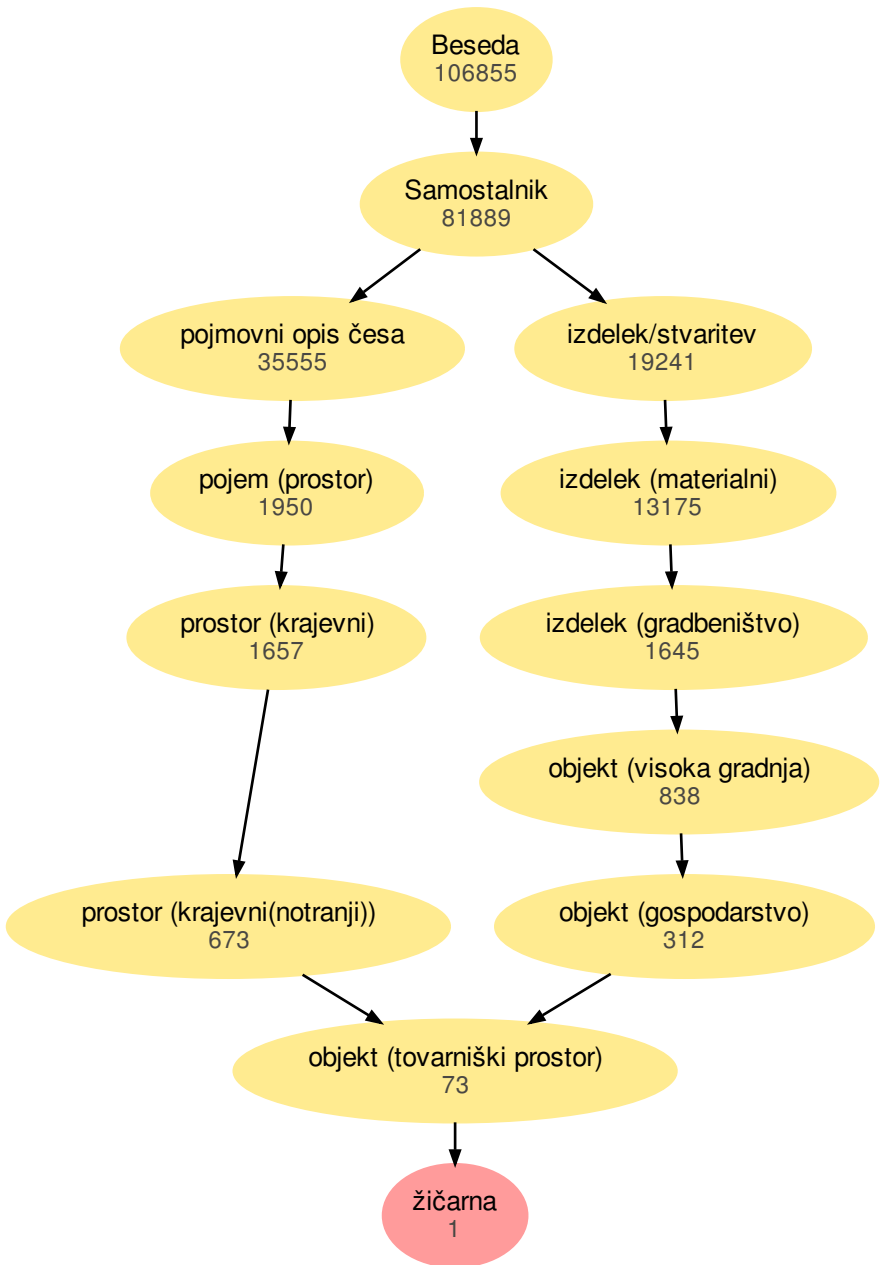 Beseda
106855
Samostalnik
81889
pojmovni opis česa
35555
izdelek/stvaritev
19241
pojem (prostor)
1950
izdelek (materialni)
13175
prostor (krajevni)
1657
izdelek (gradbeništvo)
1645
objekt (visoka gradnja)
838
prostor (krajevni(notranji))
673
objekt (gospodarstvo)
312
objekt (tovarniški prostor)
73
žičarna
1